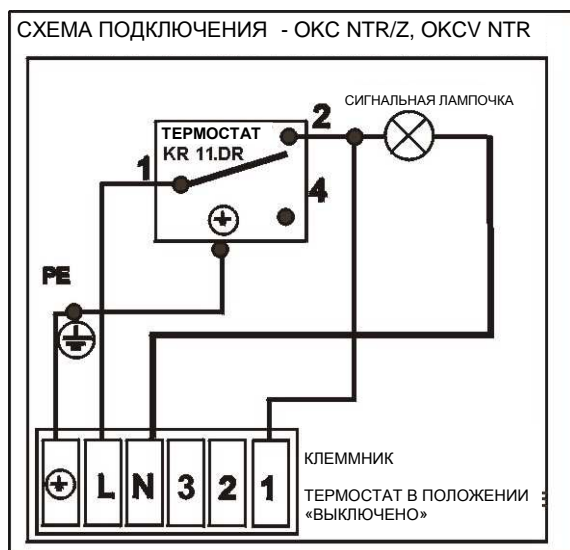 СХЕМА ПОДКЛЮЧЕНИЯ - OKC NTR/Z, OKCV NTR
СИГНАЛЬНАЯ ЛАМПОЧКА
2
ТЕРМОСТАТ
KR 11.DR
1
4
PE
L N 3 2 1
КЛЕММНИК
ТЕРМОСТАТ В ПОЛОЖЕНИИ
«ВЫКЛЮЧЕНО»